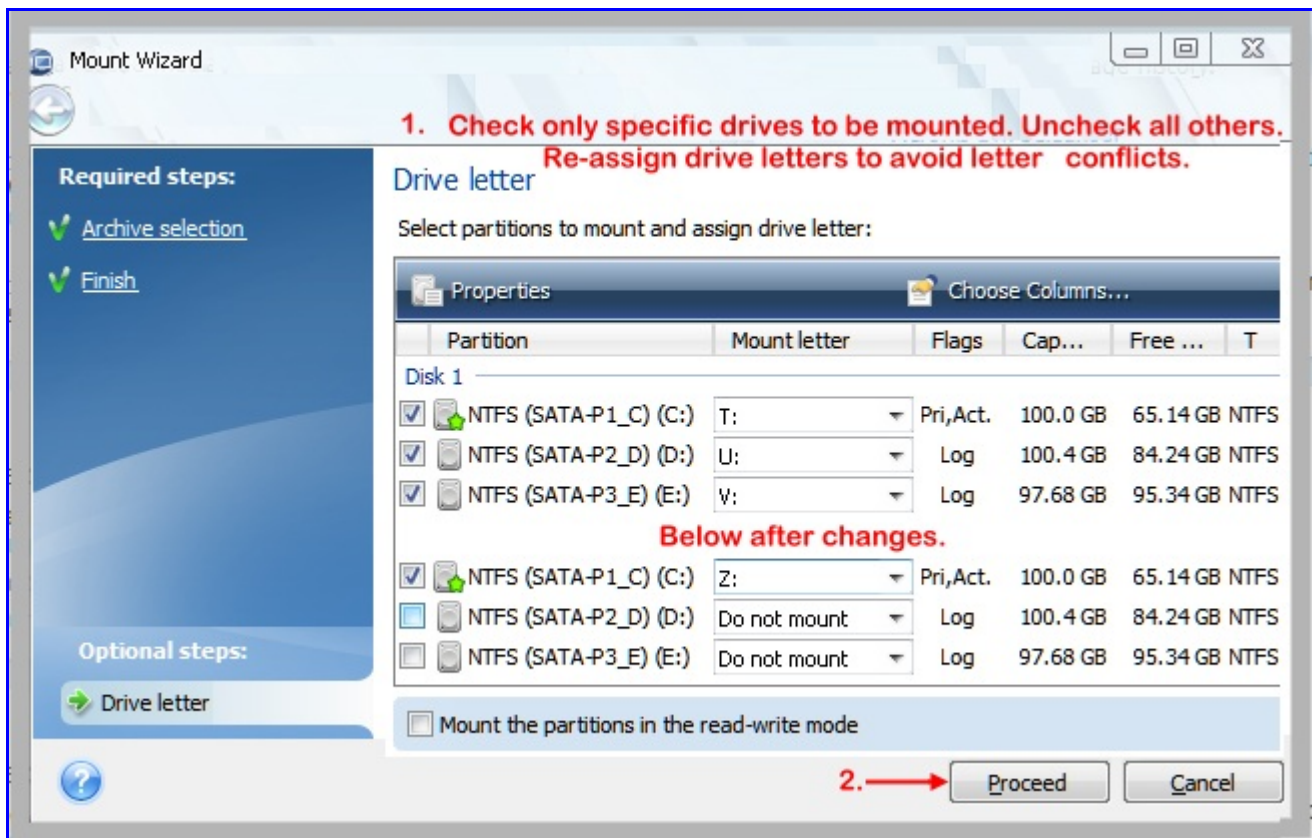 Mount Wizard
1. Check only specific drives to be mounted. Uncheck all others.
Re-assign drive letters to avoid letter conflicts.
Required steps:
Archive selection
Finish
Drive letter
Select partitions to mount and assign drive letter:
Properties Choose Columns...
Partition Mount letter Flags Cap... Free ... T
Disk 1
NTFS (SATA-P1_C) (C:) T: Pri,Act. 100.0 GB 65.14 GB NTFS
NTFS (SATA-P2_D) (D:) U: Log 100.4 GB 84.24 GB NTFS
NTFS (SATA-P3_E) (E:) V: Log 97.68 GB 95.34 GB NTFS
Below after changes.
NTFS (SATA-P1_C) (C:) Z: Pri,Act. 100.0 GB 65.14 GB NTFS
NTFS (SATA-P2_D) (D:) Do not mount Log 100.4 GB 84.24 GB NTFS
NTFS (SATA-P3_E) (E:) Do not mount Log 97.68 GB 95.34 GB NTFS
Optional steps:
Drive letter
Mount the partitions in the read-write mode
2. Proceed Cancel